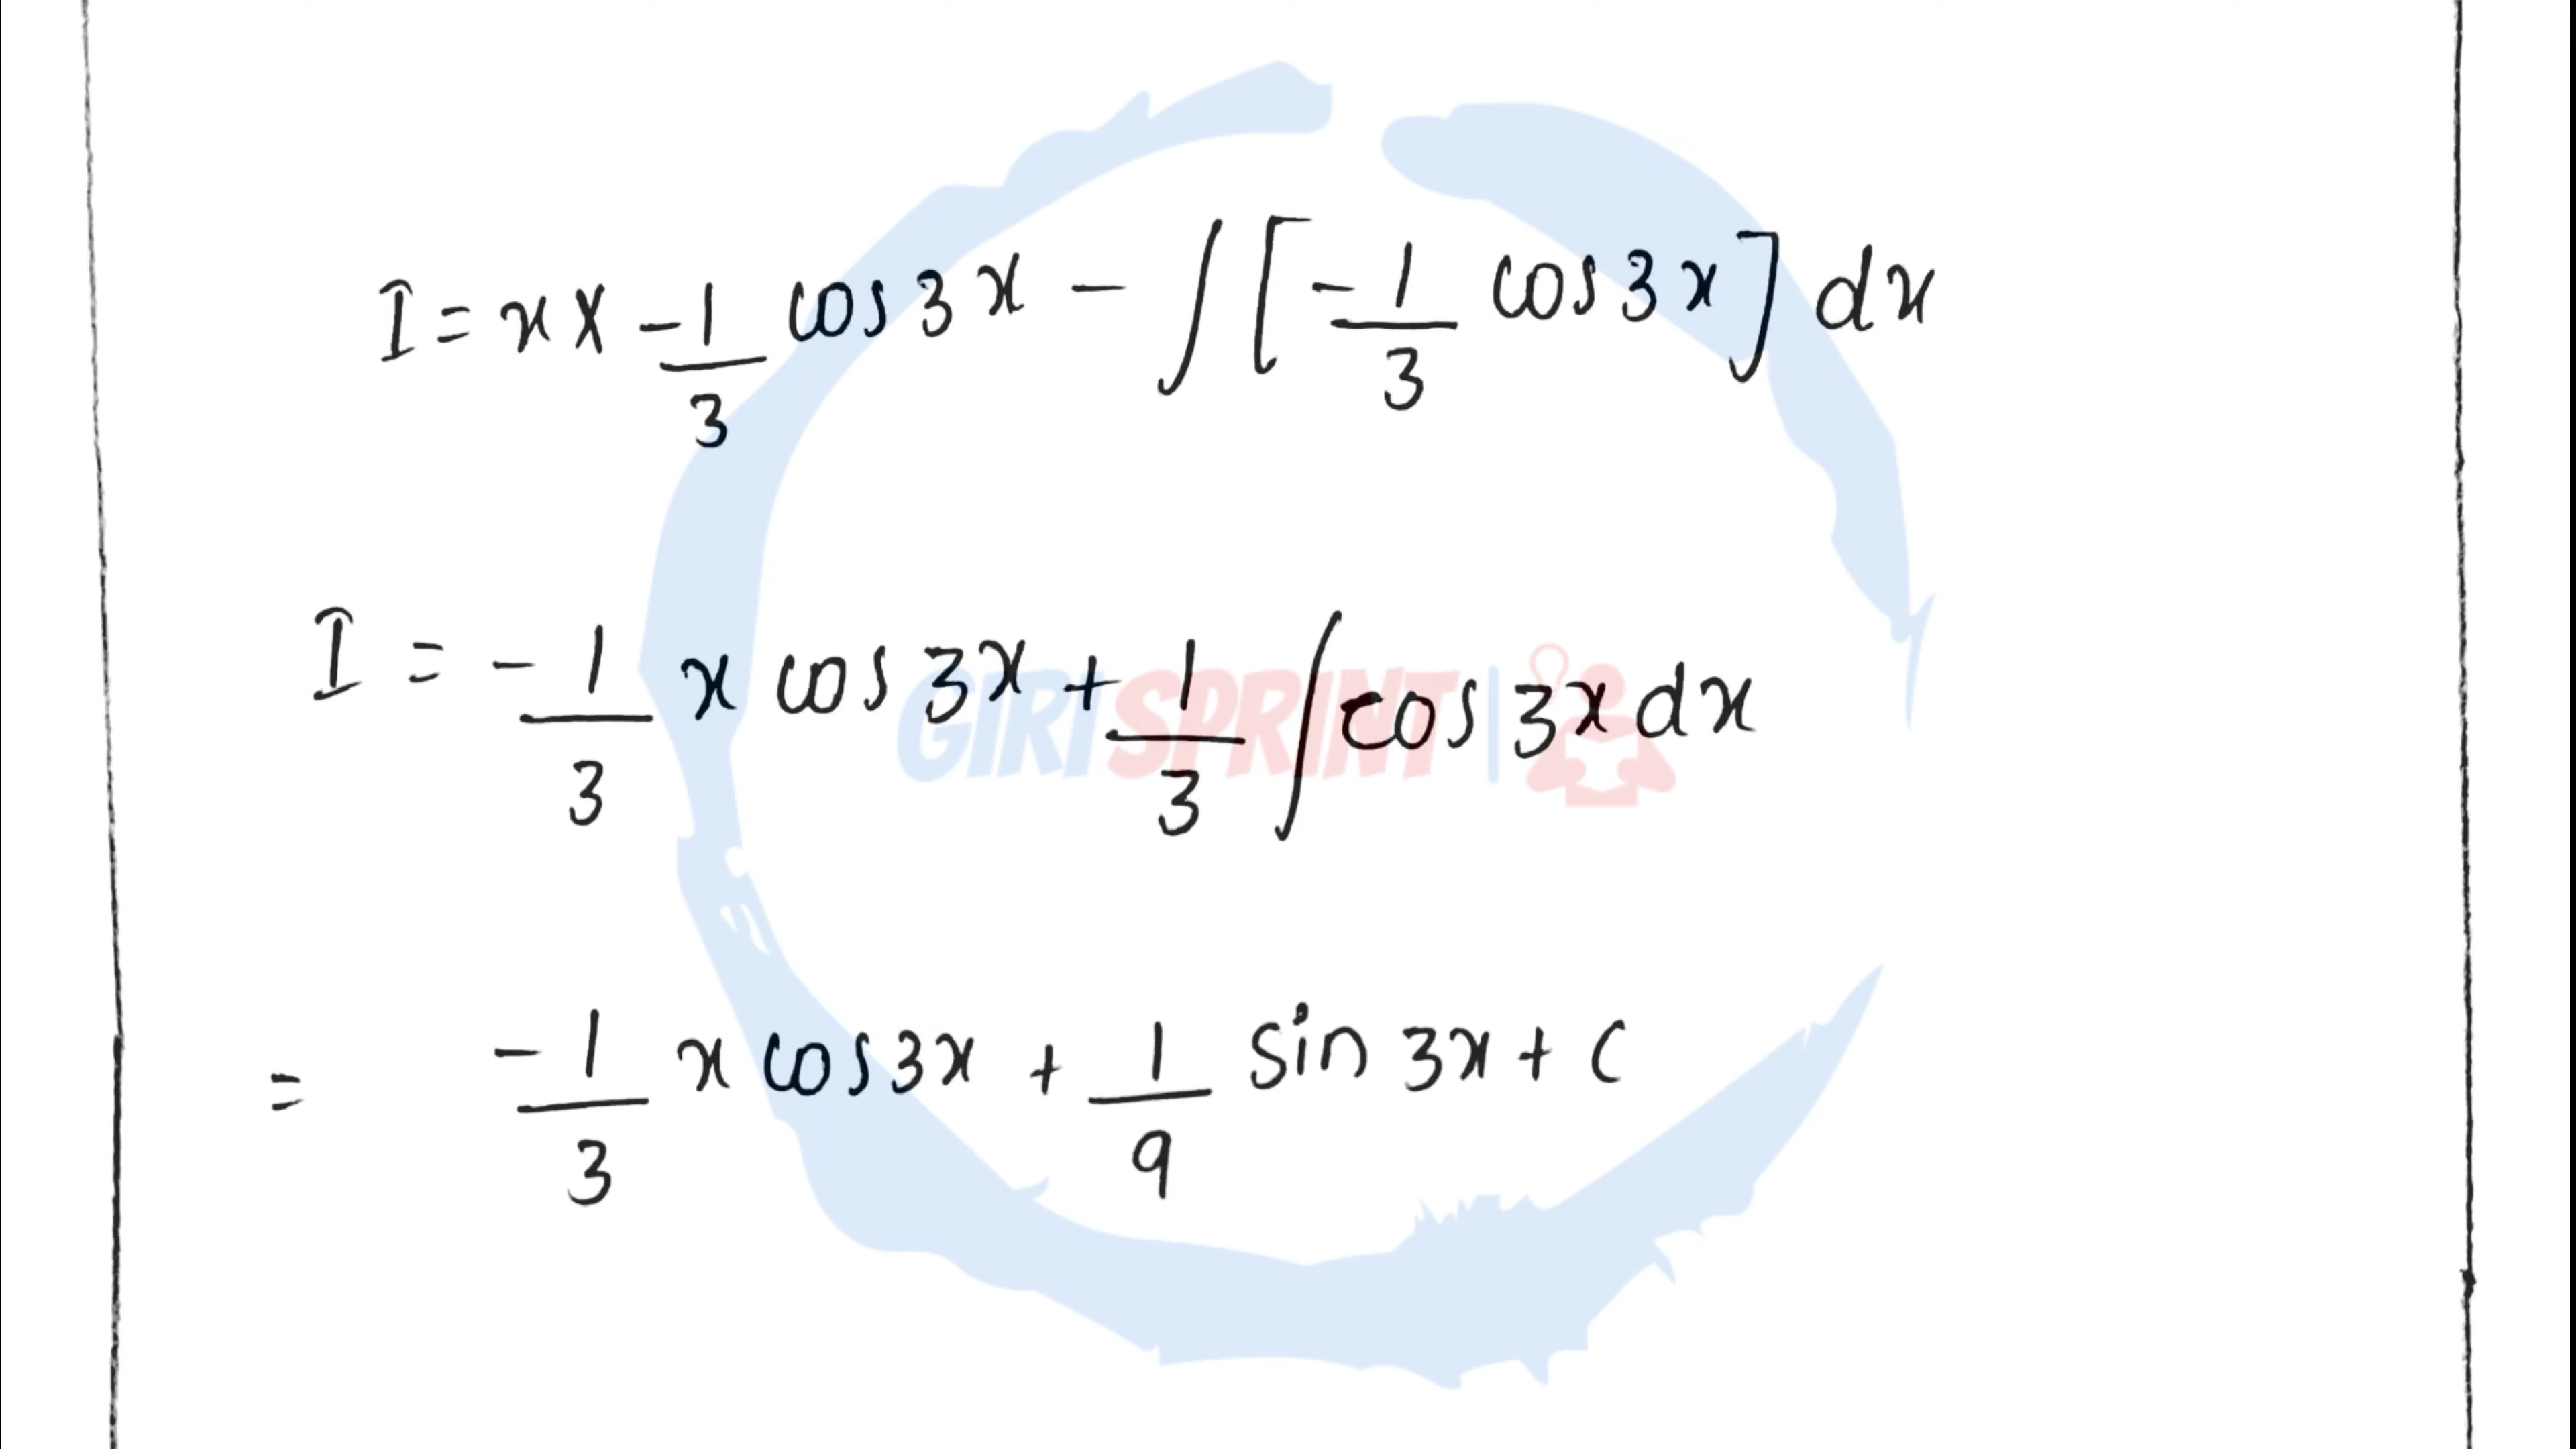 I = x × -1/3 cos 3x - ∫ [ -1/3 cos 3x ] dx
I = -1/3 x cos 3x + 1/3 ∫ cos 3x dx
GIRISPRINT
= -1/3 x cos 3x + 1/9 sin 3x + C